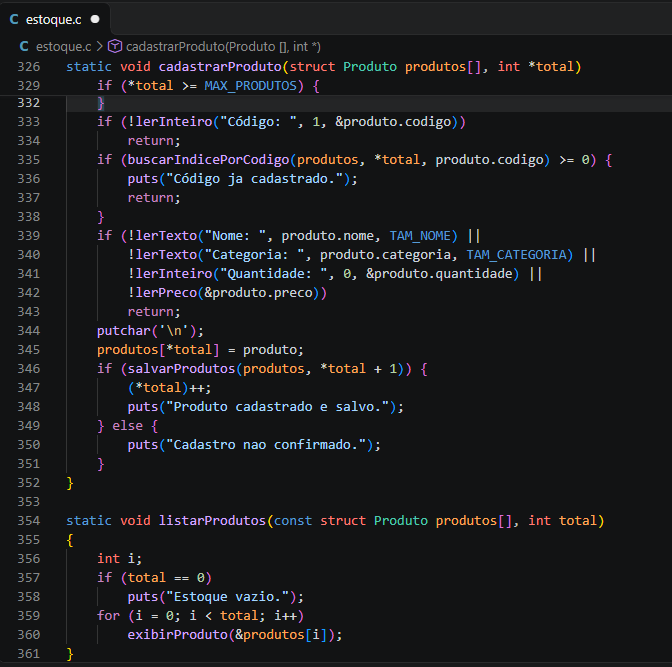 C estoque.c ●
C estoque.c > cadastrarProduto(Produto [], int *)
326 static void cadastrarProduto(struct Produto produtos[], int *total)
329     if (*total >= MAX_PRODUTOS) {
332     }
333     if (!lerInteiro("Código: ", 1, &produto.codigo))
334         return;
335     if (buscarIndicePorCodigo(produtos, *total, produto.codigo) >= 0) {
336         puts("Código ja cadastrado.");
337         return;
338     }
339     if (!lerTexto("Nome: ", produto.nome, TAM_NOME) ||
340         !lerTexto("Categoria: ", produto.categoria, TAM_CATEGORIA) ||
341         !lerInteiro("Quantidade: ", 0, &produto.quantidade) ||
342         !lerPreco(&produto.preco))
343         return;
344     putchar('\n');
345     produtos[*total] = produto;
346     if (salvarProdutos(produtos, *total + 1)) {
347         (*total)++;
348         puts("Produto cadastrado e salvo.");
349     } else {
350         puts("Cadastro nao confirmado.");
351     }
352 }
353
354 static void listarProdutos(const struct Produto produtos[], int total)
355 {
356     int i;
357     if (total == 0)
358         puts("Estoque vazio.");
359     for (i = 0; i < total; i++)
360         exibirProduto(&produtos[i]);
361 }